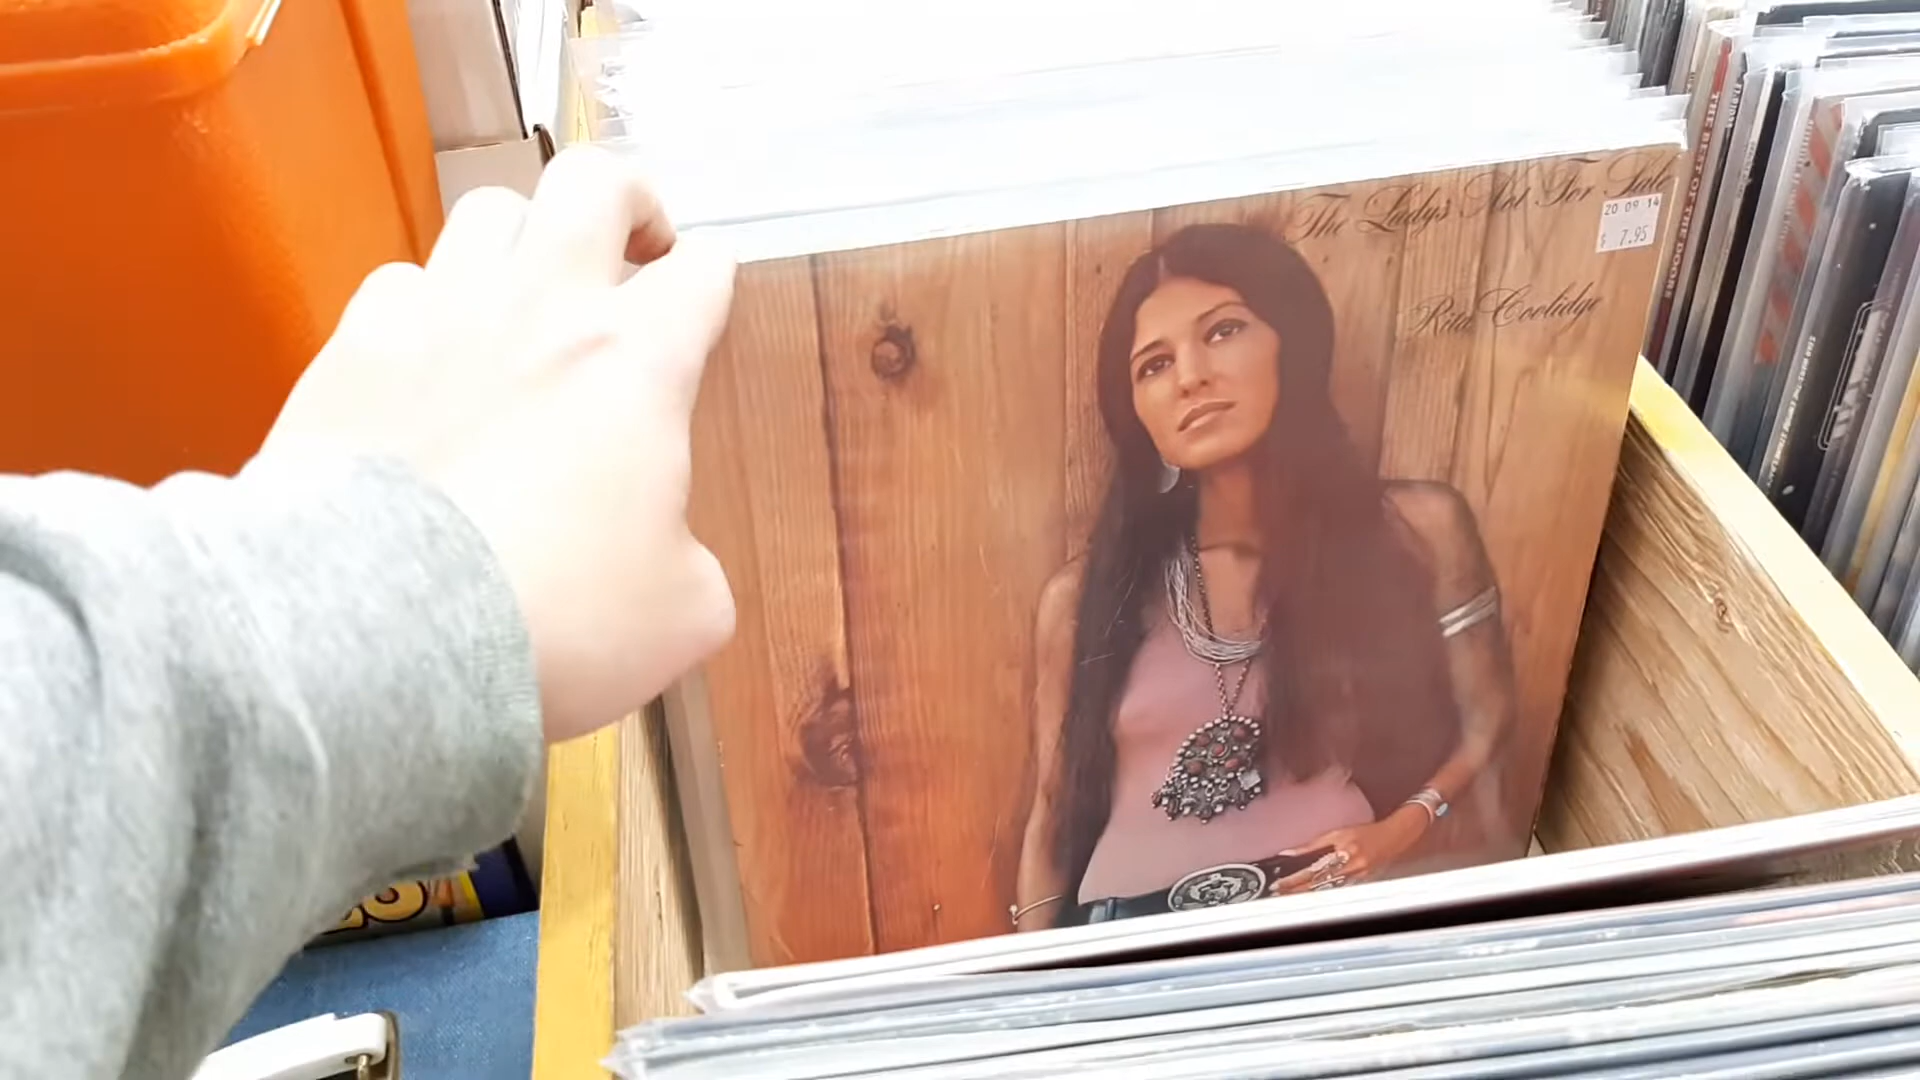 The Lady's Not For Sale
20 09 14
$ 7.95
Rita Coolidge
THE BEST OF THE DOORS